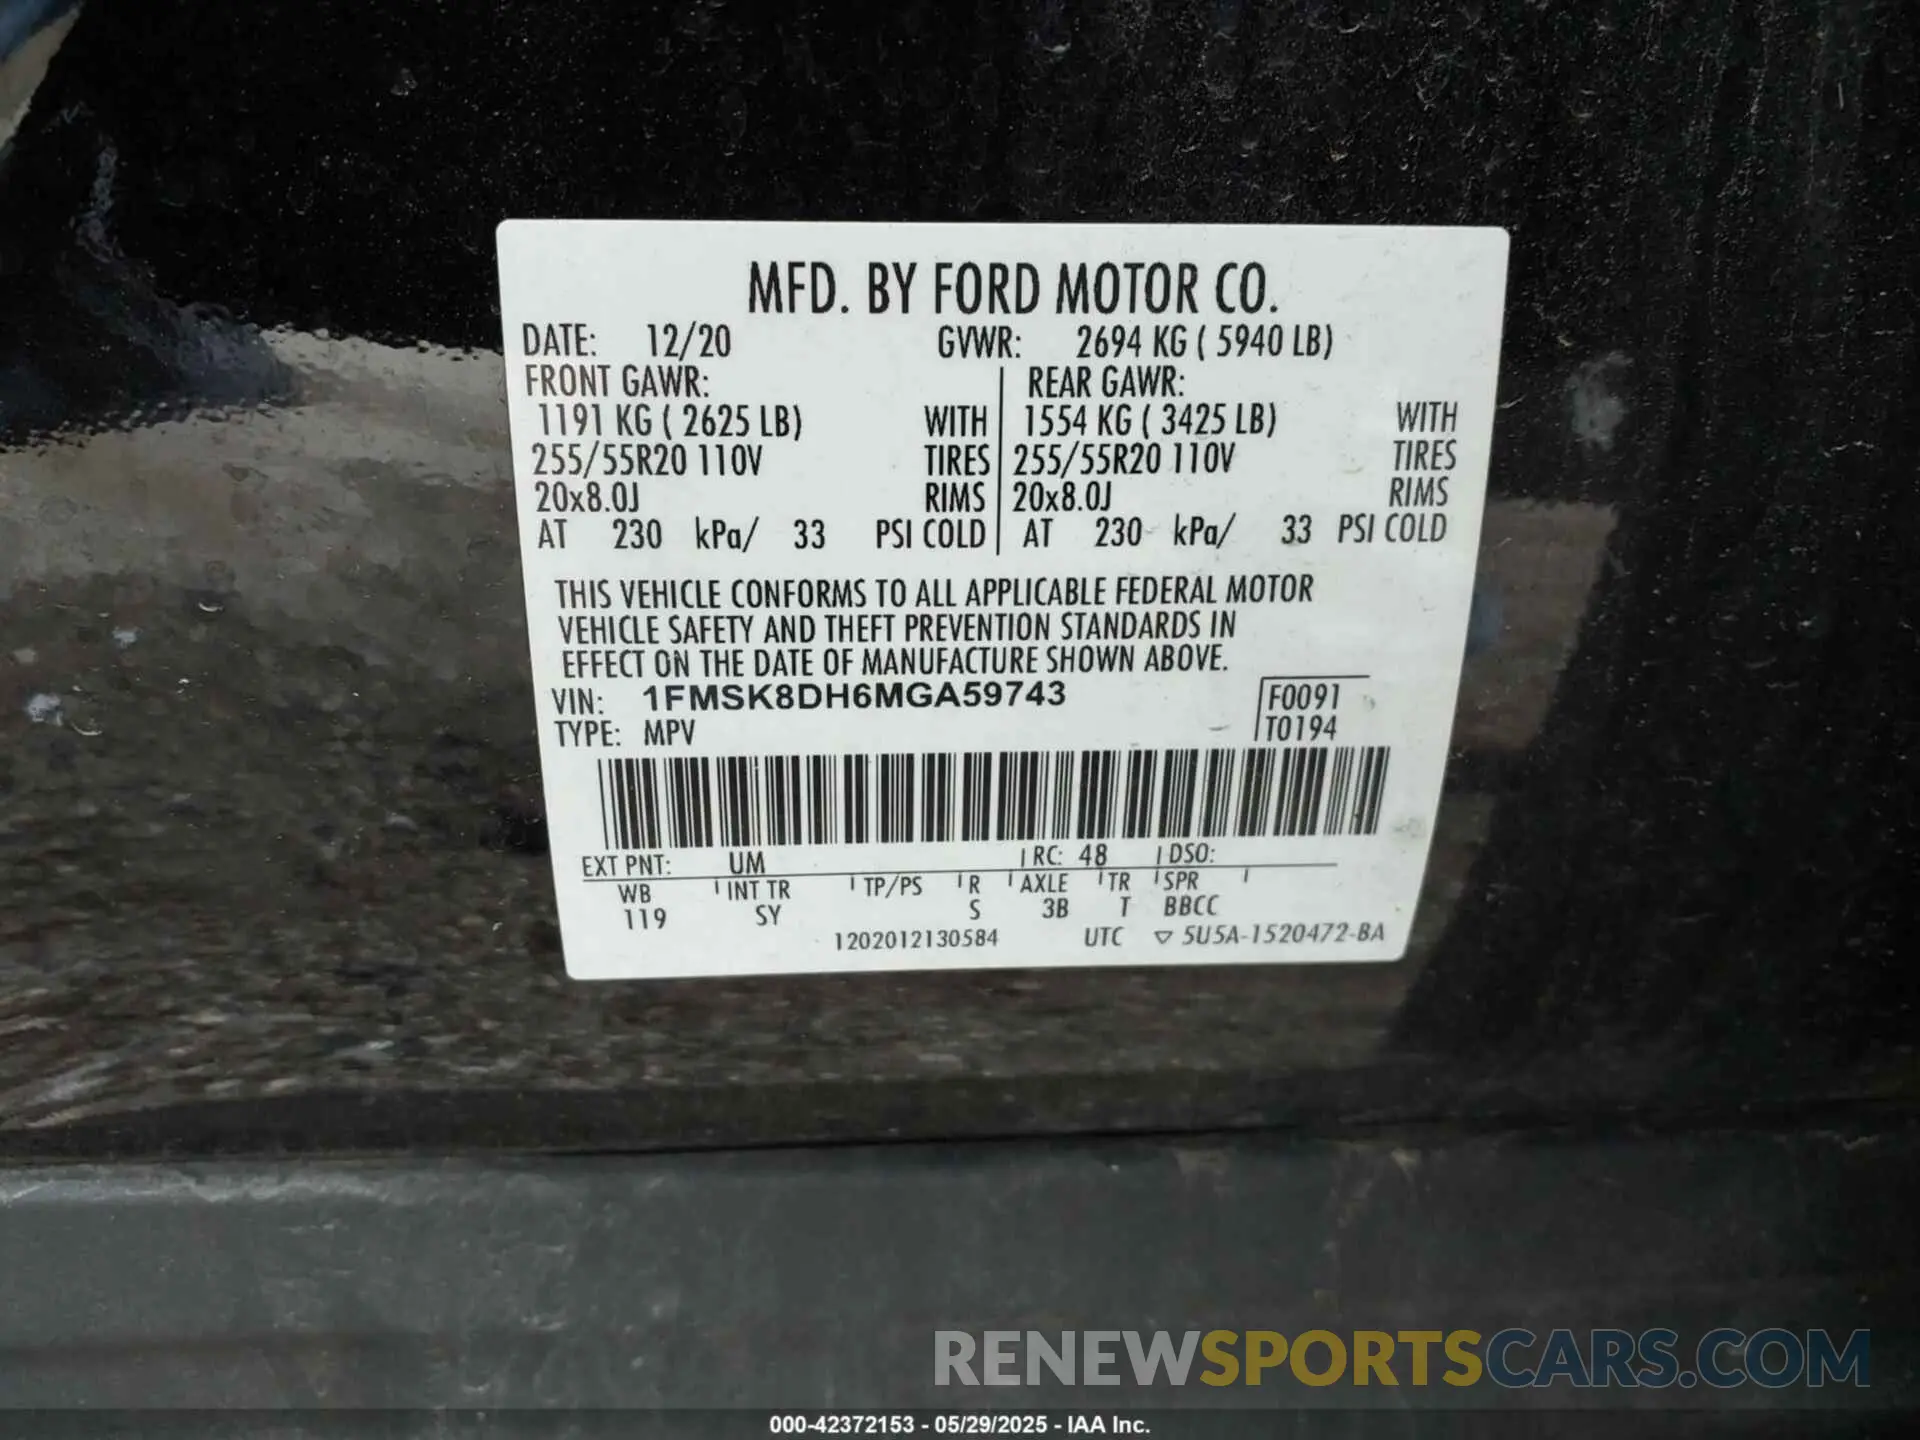 MFD. BY FORD MOTOR CO.
DATE: 12/20 GVWR: 2694 KG ( 5940 LB)
FRONT GAWR: REAR GAWR:
1191 KG ( 2625 LB) WITH 1554 KG ( 3425 LB) WITH
255/55R20 110V TIRES 255/55R20 110V TIRES
20x8.0J RIMS 20x8.0J RIMS
AT 230 kPa/ 33 PSI COLD AT 230 kPa/ 33 PSI COLD
THIS VEHICLE CONFORMS TO ALL APPLICABLE FEDERAL MOTOR
VEHICLE SAFETY AND THEFT PREVENTION STANDARDS IN
EFFECT ON THE DATE OF MANUFACTURE SHOWN ABOVE.
VIN: 1FMSK8DH6MGA59743 F0091
TYPE: MPV T0194
EXT PNT: UM RC: 48 DSO:
WB INT TR TP/PS R AXLE TR SPR
119 SY S 3B T BBCC
1202012130584 UTC ▽ 5U5A-1520472-BA
RENEWSPORTSCARS.COM
000-42372153 - 05/29/2025 - IAA Inc.